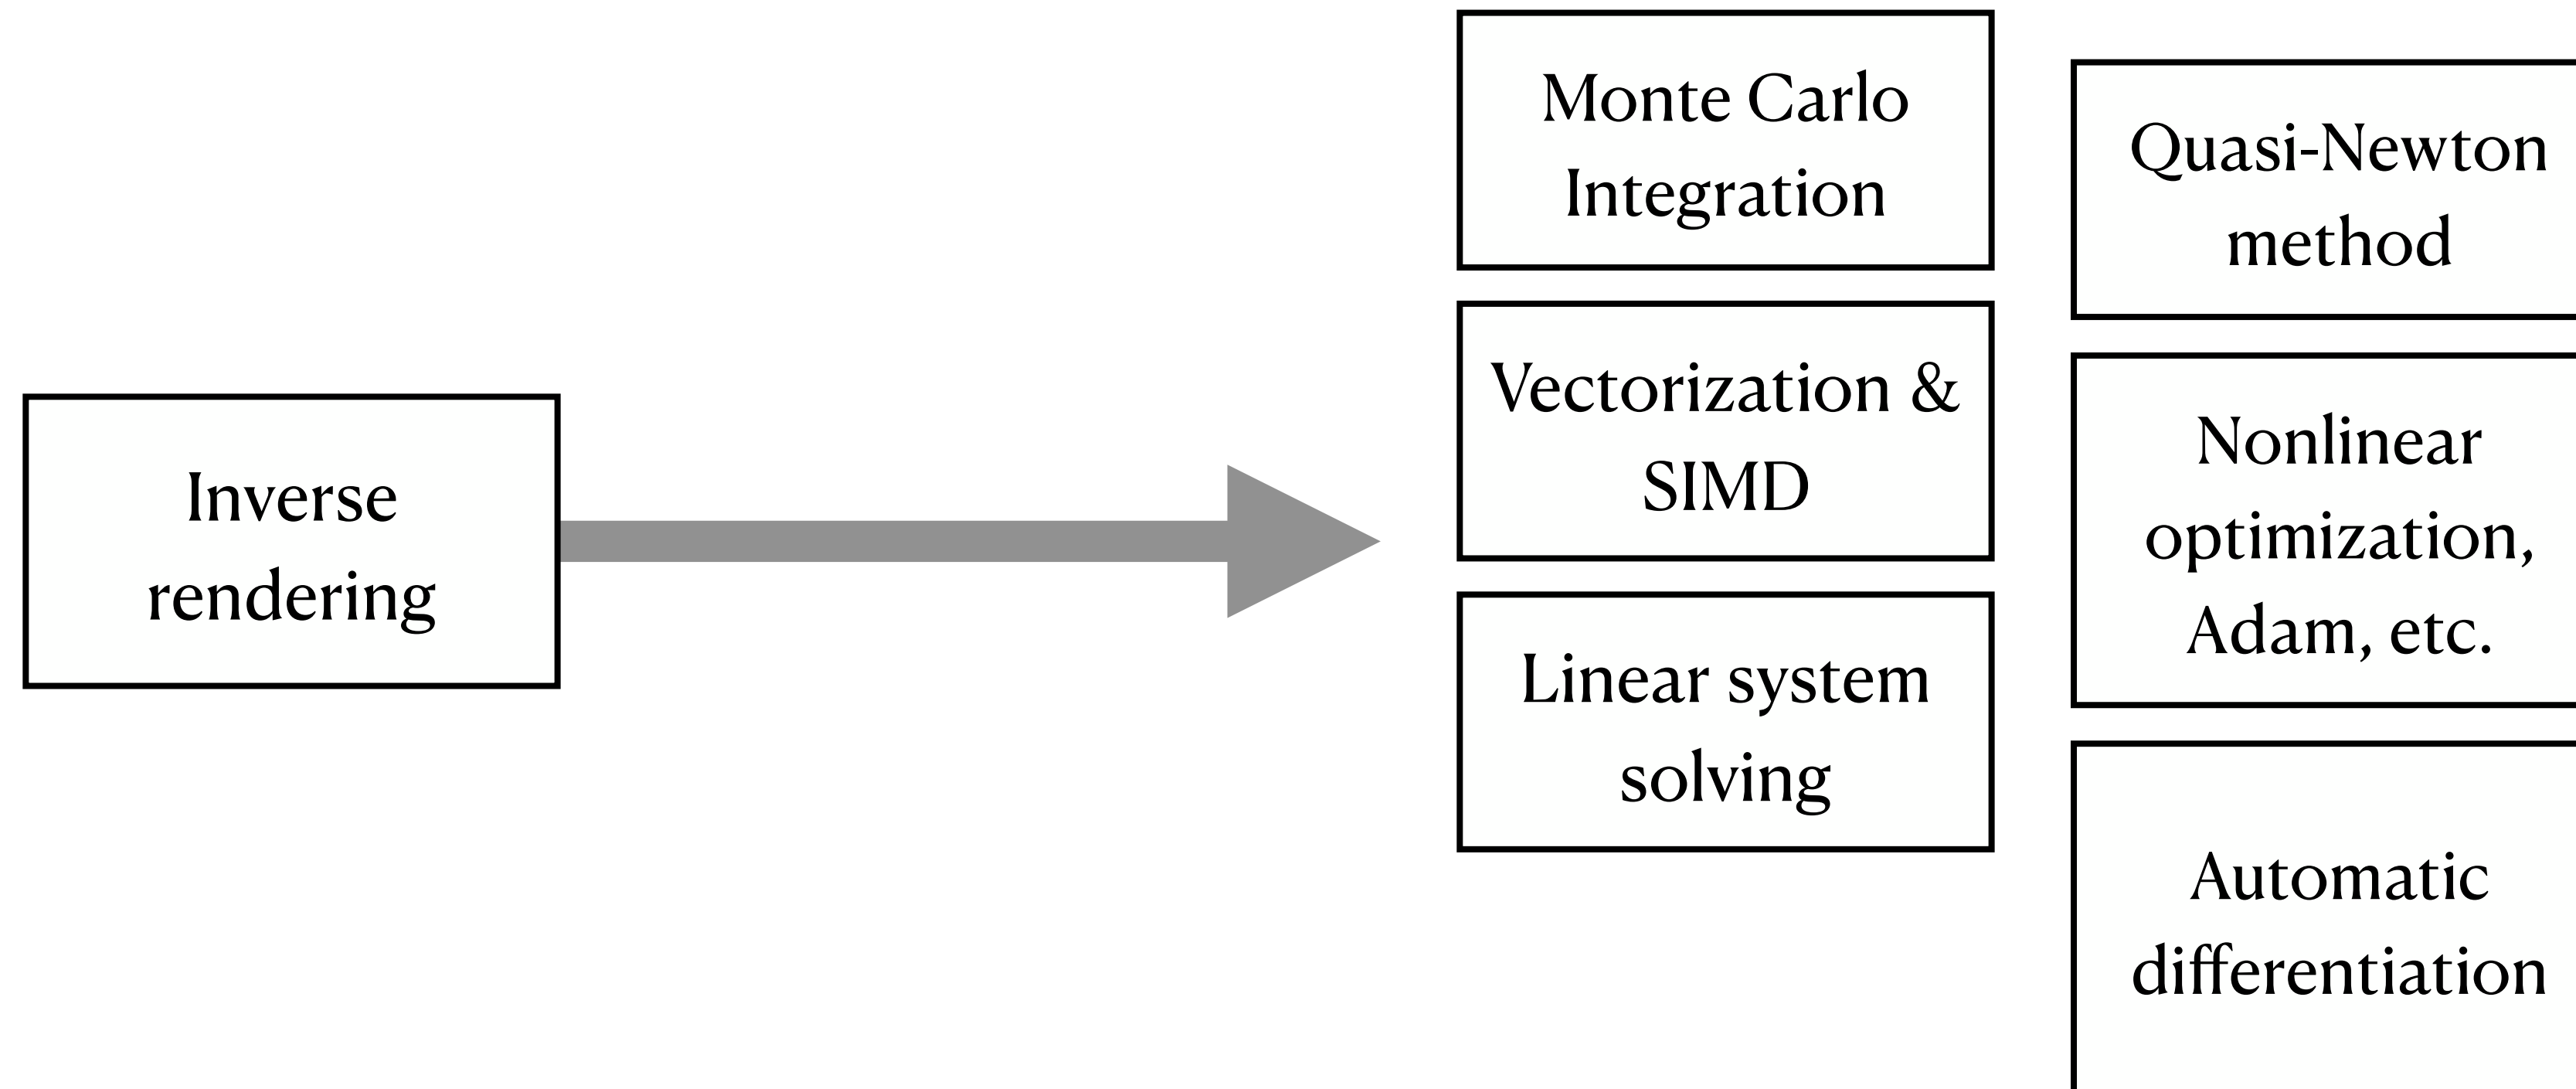 Inverse
rendering
Monte Carlo
Integration
Vectorization &
SIMD
Linear system
solving
Quasi-Newton
method
Nonlinear
optimization,
Adam, etc.
Automatic
differentiation